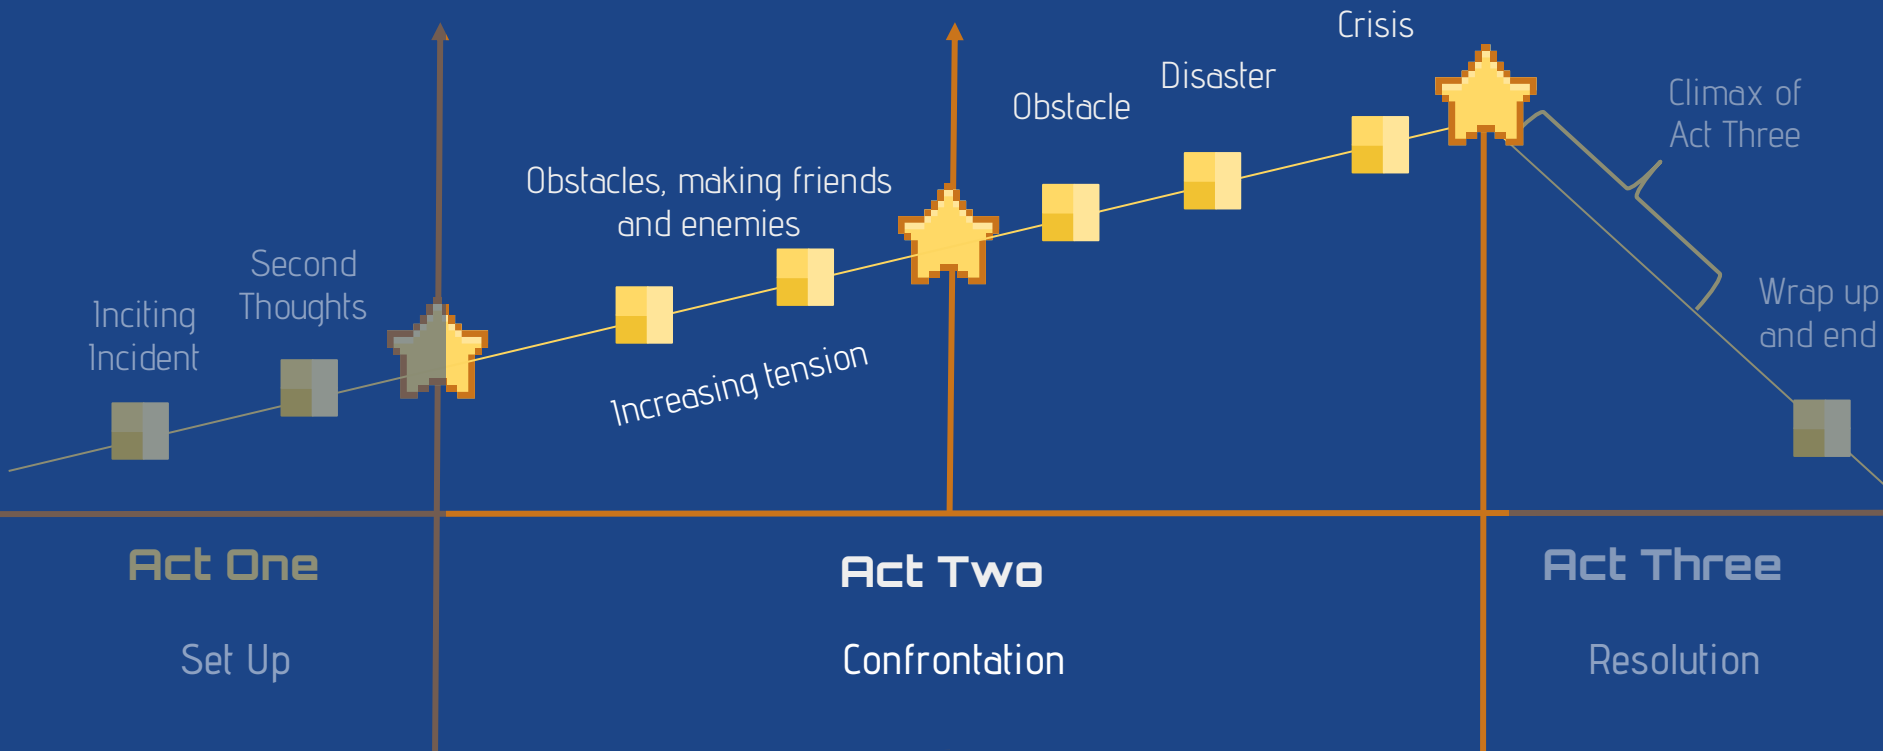 Crisis
Disaster
Obstacle
Climax of
Act Three
Obstacles, making friends
and enemies
Second
Thoughts
Inciting
Incident
Wrap up
and end
Increasing tension
Act One
Act Two
Act Three
Set Up
Confrontation
Resolution